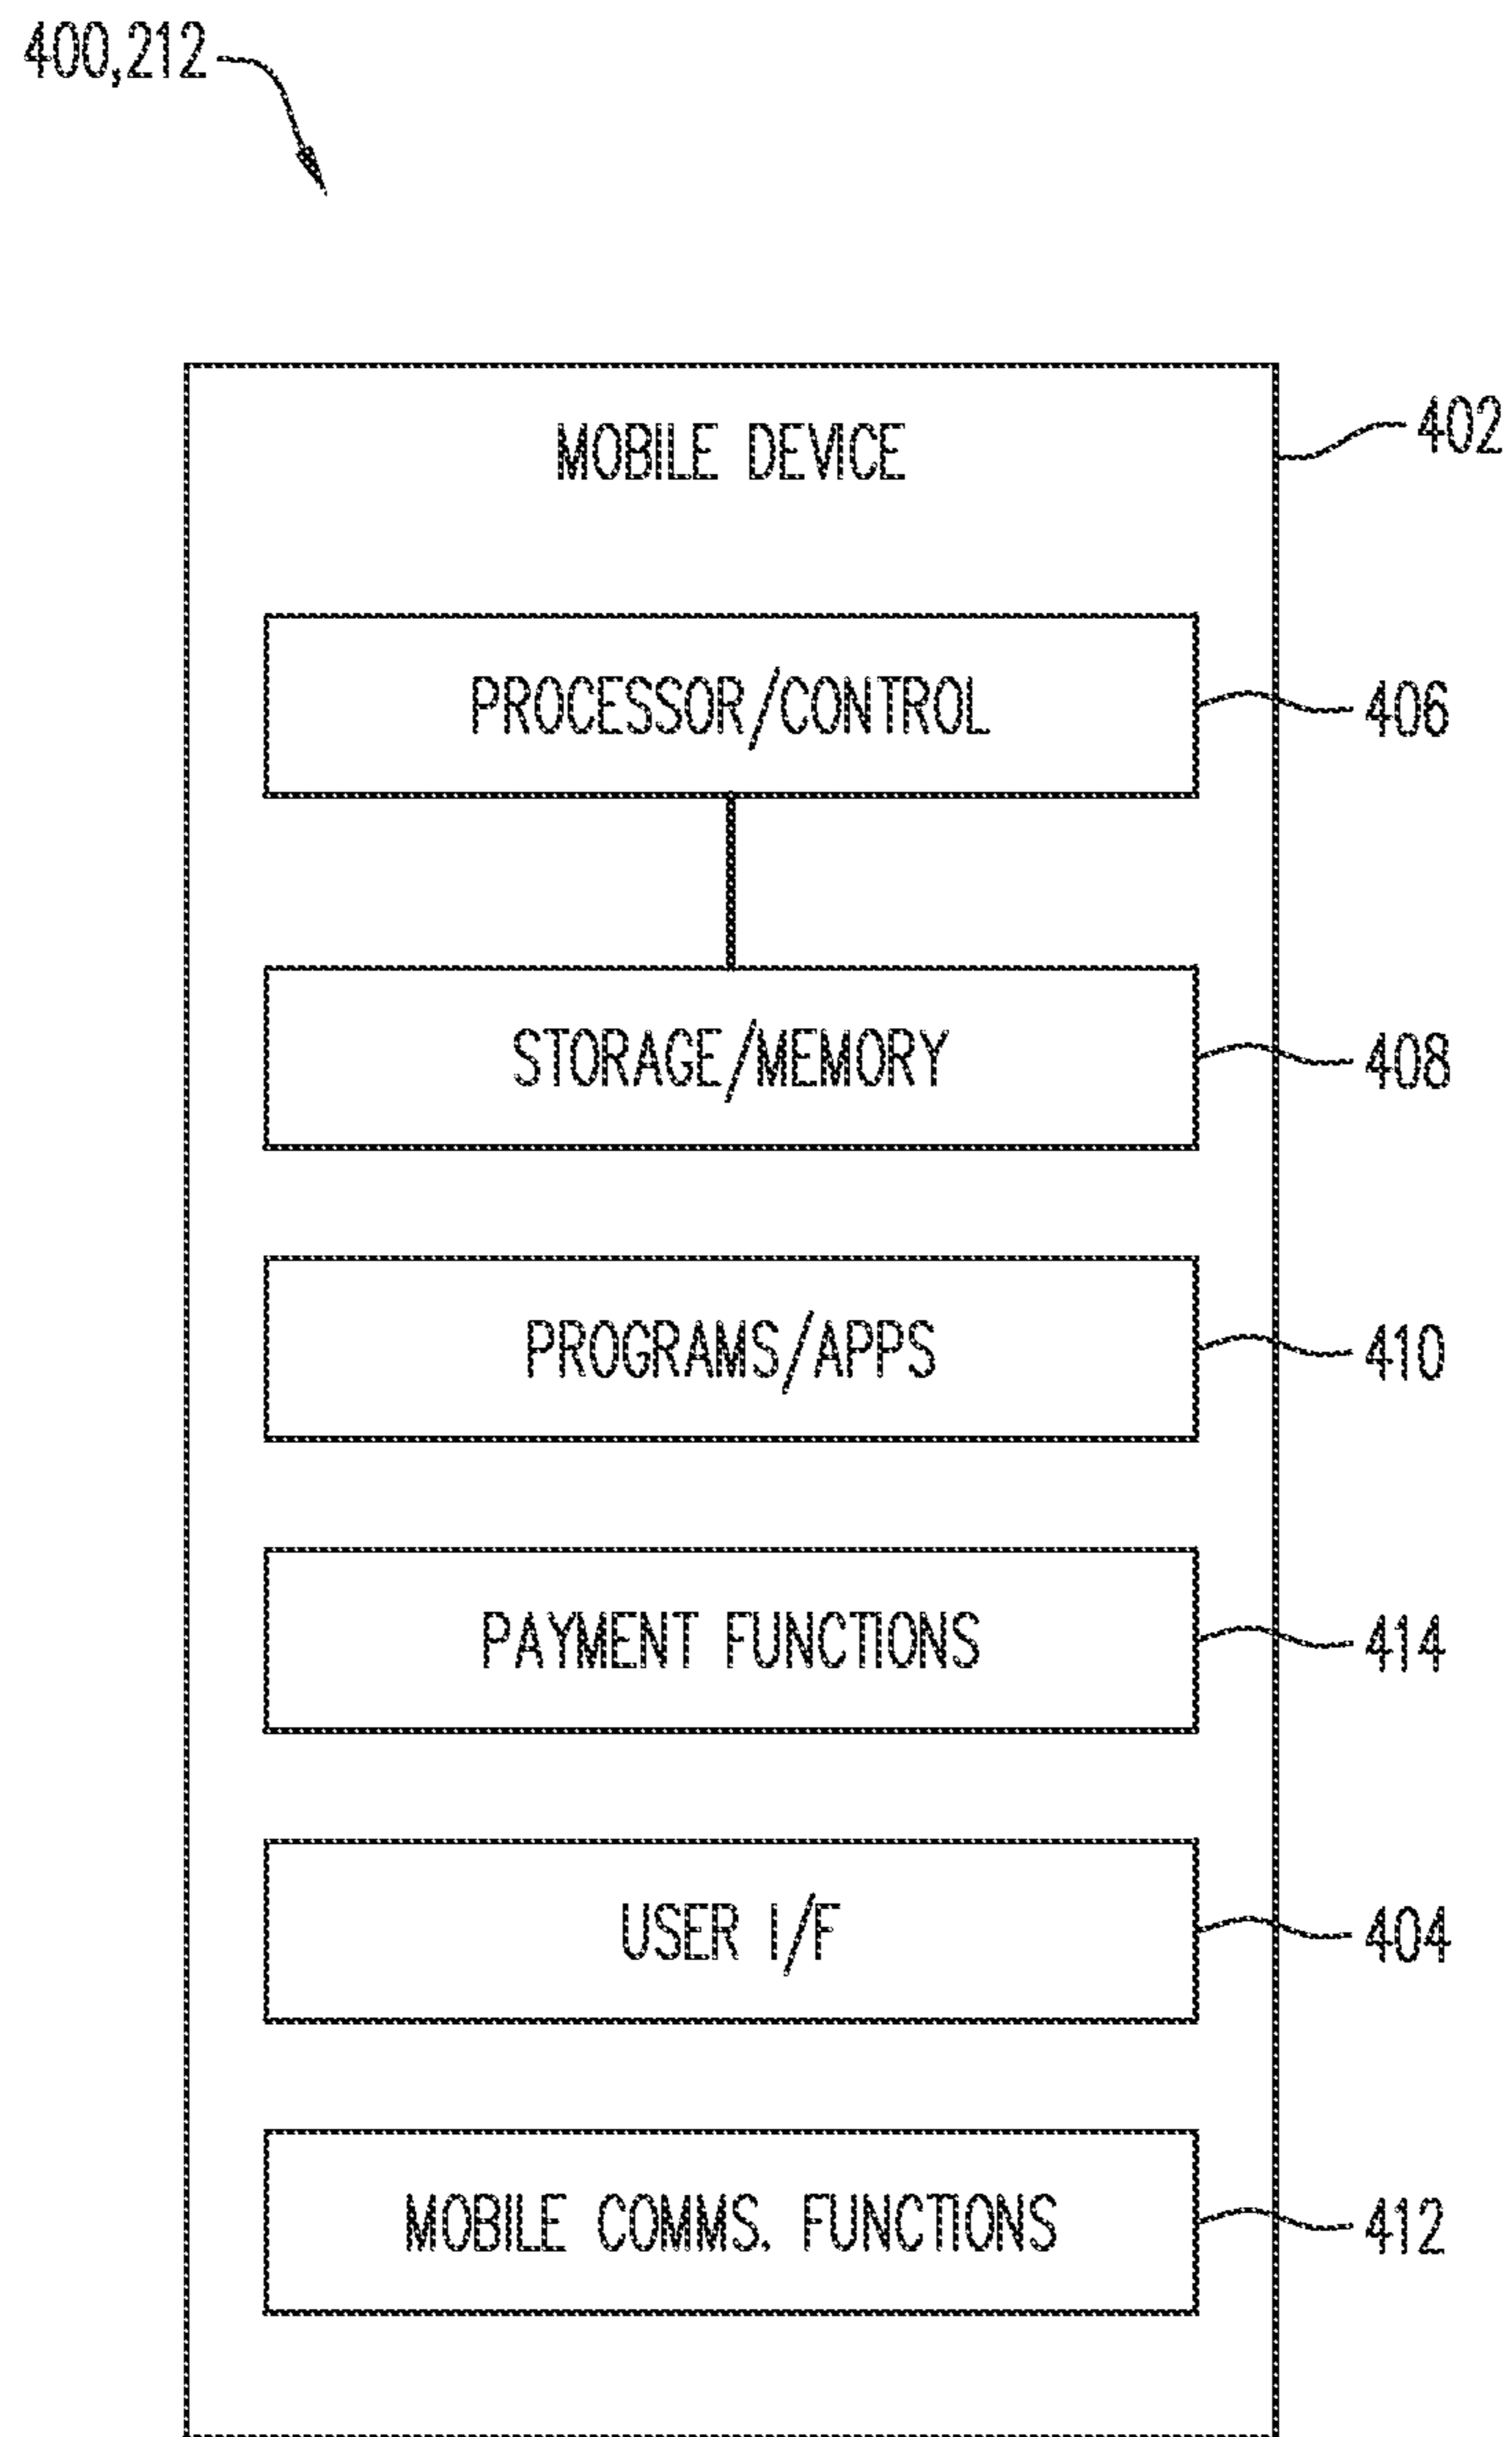 400,212
MOBILE DEVICE
402
PROCESSOR/CONTROL
406
STORAGE/MEMORY
408
PROGRAMS/APPS
410
PAYMENT FUNCTIONS
414
USER I/F
404
MOBILE COMMS. FUNCTIONS
412